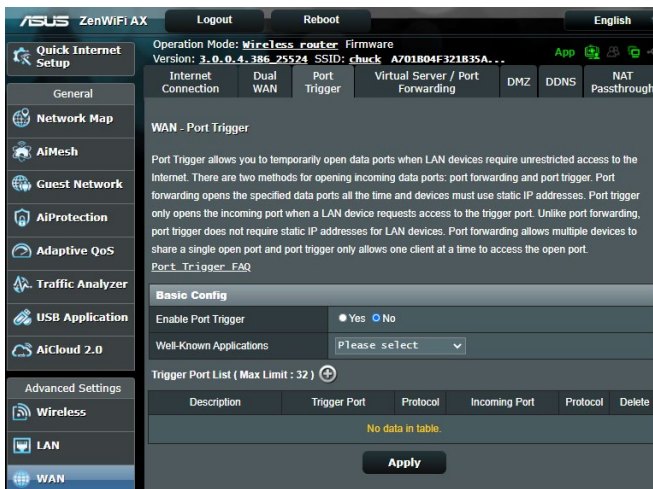 ASUS ZenWiFi AX Logout Reboot English
Quick Internet Setup
Operation Mode: Wireless router Firmware
Version: 3.0.0.4.386_25524 SSID: chuck A701B04F321B35A... App
Internet Connection Dual WAN Port Trigger Virtual Server / Port Forwarding DMZ DDNS NAT Passthrough
General
Network Map
AiMesh
Guest Network
AiProtection
Adaptive QoS
Traffic Analyzer
USB Application
AiCloud 2.0
Advanced Settings
Wireless
LAN
WAN
WAN - Port Trigger
Port Trigger allows you to temporarily open data ports when LAN devices require unrestricted access to the
Internet. There are two methods for opening incoming data ports: port forwarding and port trigger. Port
forwarding opens the specified data ports all the time and devices must use static IP addresses. Port trigger
only opens the incoming port when a LAN device requests access to the trigger port. Unlike port forwarding,
port trigger does not require static IP addresses for LAN devices. Port forwarding allows multiple devices to
share a single open port and port trigger only allows one client at a time to access the open port.
Port Trigger FAQ
Basic Config
Enable Port Trigger Yes No
Well-Known Applications Please select
Trigger Port List ( Max Limit : 32 )
Description Trigger Port Protocol Incoming Port Protocol Delete
No data in table.
Apply